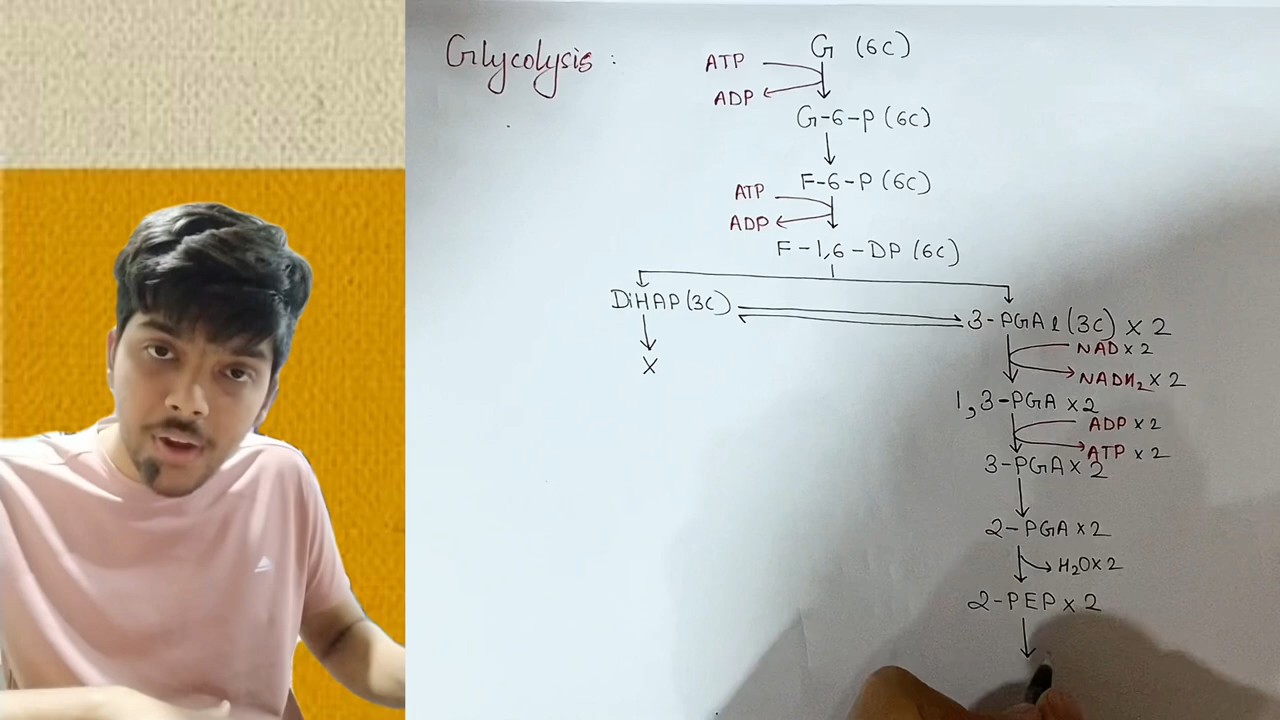 Glycolysis :
G (6C)
ATP
ADP
G-6-P (6C)
F-6-P (6C)
ATP
ADP
F-1,6-DP (6C)
DiHAP (3C)
3-PGAl (3C) × 2
X
NAD × 2
NADH₂ × 2
1,3-PGA × 2
ADP × 2
ATP × 2
3-PGA × 2
2-PGA × 2
H₂O × 2
2-PEP × 2